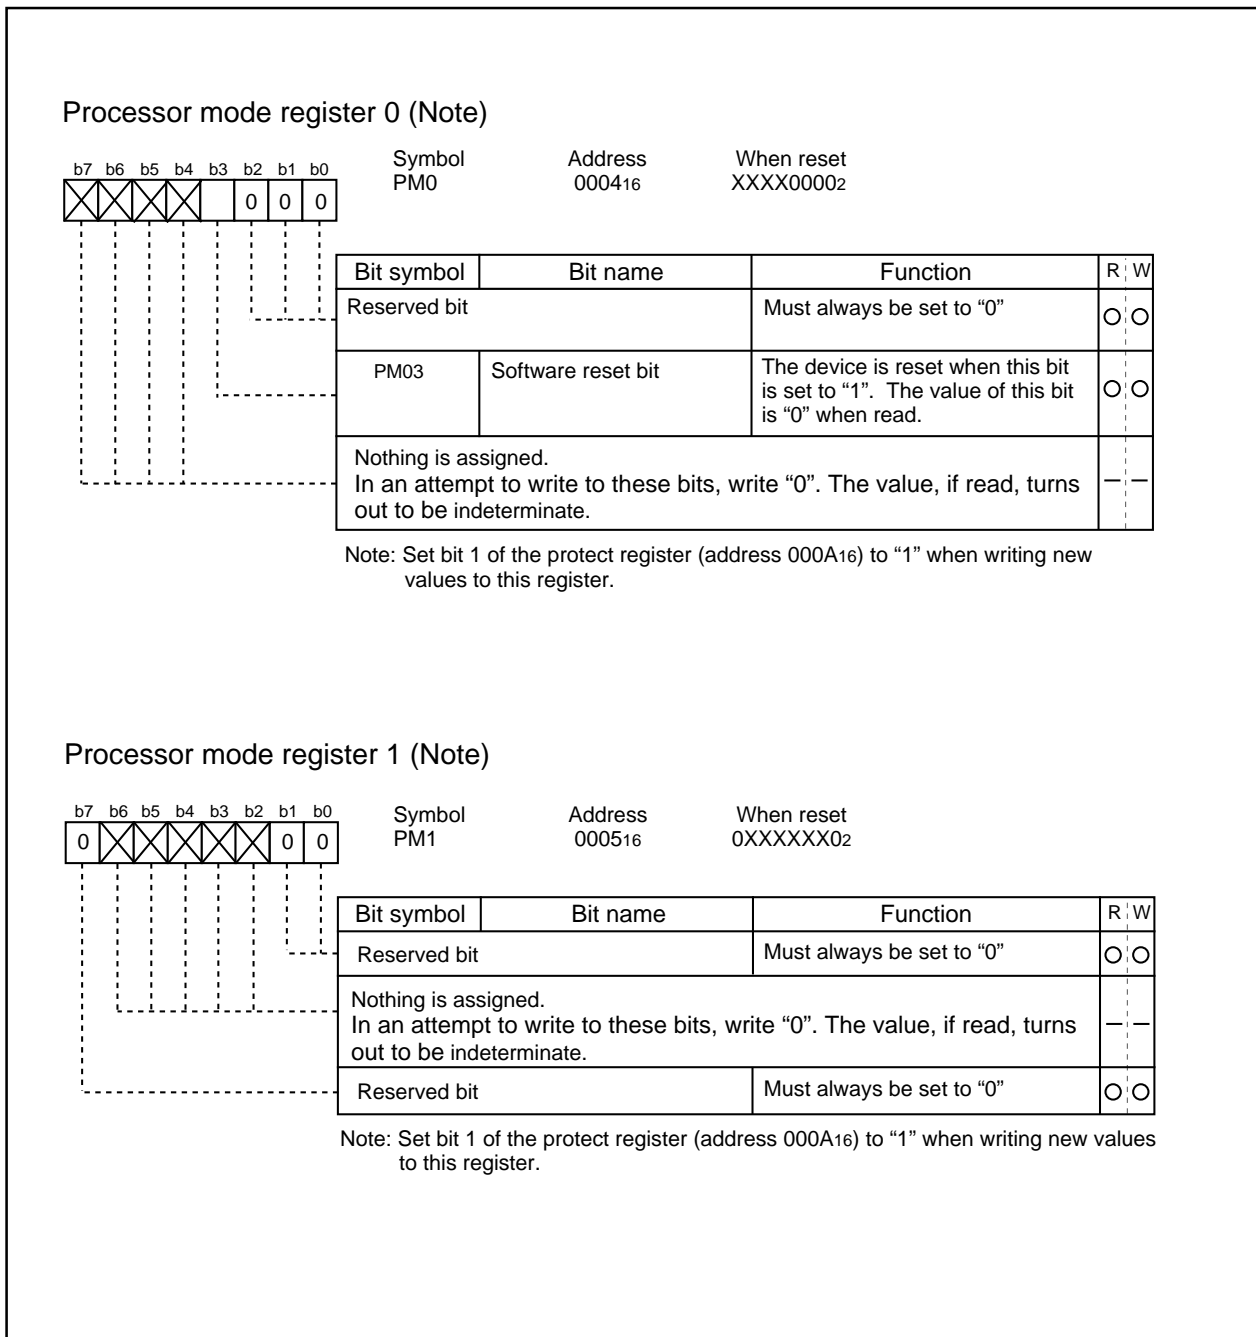 Processor mode register 0 (Note)
Symbol Address When reset
PM0 000416 XXXX00002
b7 b6 b5 b4 b3 b2 b1 b0
0 0 0
Bit symbol Bit name Function R W
Reserved bit Must always be set to “0”
PM03 Software reset bit The device is reset when this bit
is set to “1”. The value of this bit
is “0” when read.
Nothing is assigned.
In an attempt to write to these bits, write “0”. The value, if read, turns
out to be indeterminate.
Note: Set bit 1 of the protect register (address 000A16) to “1” when writing new
values to this register.
Processor mode register 1 (Note)
Symbol Address When reset
PM1 000516 0XXXXXX02
b7 b6 b5 b4 b3 b2 b1 b0
0 0 0
Bit symbol Bit name Function R W
Reserved bit Must always be set to “0”
Nothing is assigned.
In an attempt to write to these bits, write “0”. The value, if read, turns
out to be indeterminate.
Reserved bit Must always be set to “0”
Note: Set bit 1 of the protect register (address 000A16) to “1” when writing new values
to this register.